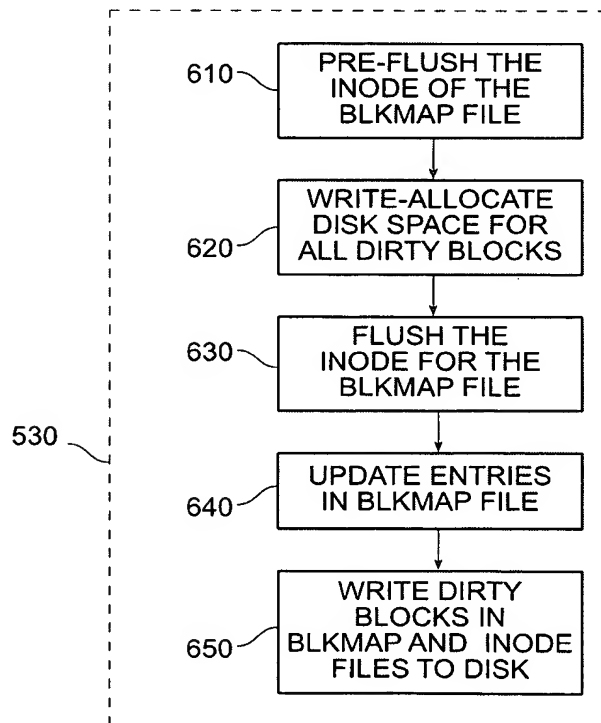 610
PRE-FLUSH THE
INODE OF THE
BLKMAP FILE
620
WRITE-ALLOCATE
DISK SPACE FOR
ALL DIRTY BLOCKS
630
FLUSH THE
INODE FOR THE
BLKMAP FILE
530
640
UPDATE ENTRIES
IN BLKMAP FILE
650
WRITE DIRTY
BLOCKS IN
BLKMAP AND INODE
FILES TO DISK